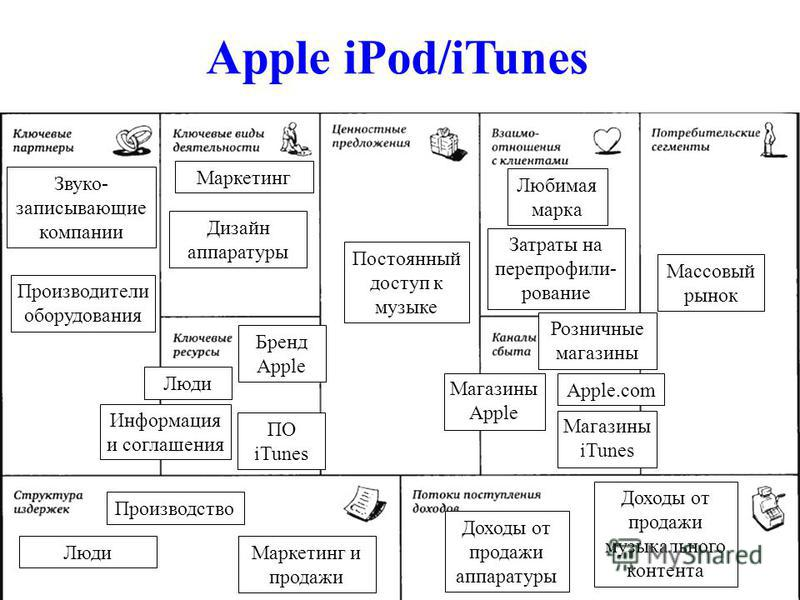 Apple iPod/iTunes
Ключевые
партнеры
Звуко-
записывающие
компании
Производители
оборудования
Ключевые виды
деятельности
Маркетинг
Дизайн
аппаратуры
Ключевые
ресурсы
Бренд
Apple
Люди
Информация
и соглашения
ПО
iTunes
Ценностные
предложения
Постоянный
доступ к
музыке
Взаимо-
отношения
с клиентами
Любимая
марка
Затраты на
перепрофили-
рование
Каналы
сбыта
Розничные
магазины
Магазины
Apple
Apple.com
Магазины
iTunes
Потребительские
сегменты
Массовый
рынок
Структура
издержек
Производство
Люди
Маркетинг и
продажи
Потоки поступления
доходов
Доходы от
продажи
аппаратуры
Доходы от
продажи
музыкального
контента
MyShared